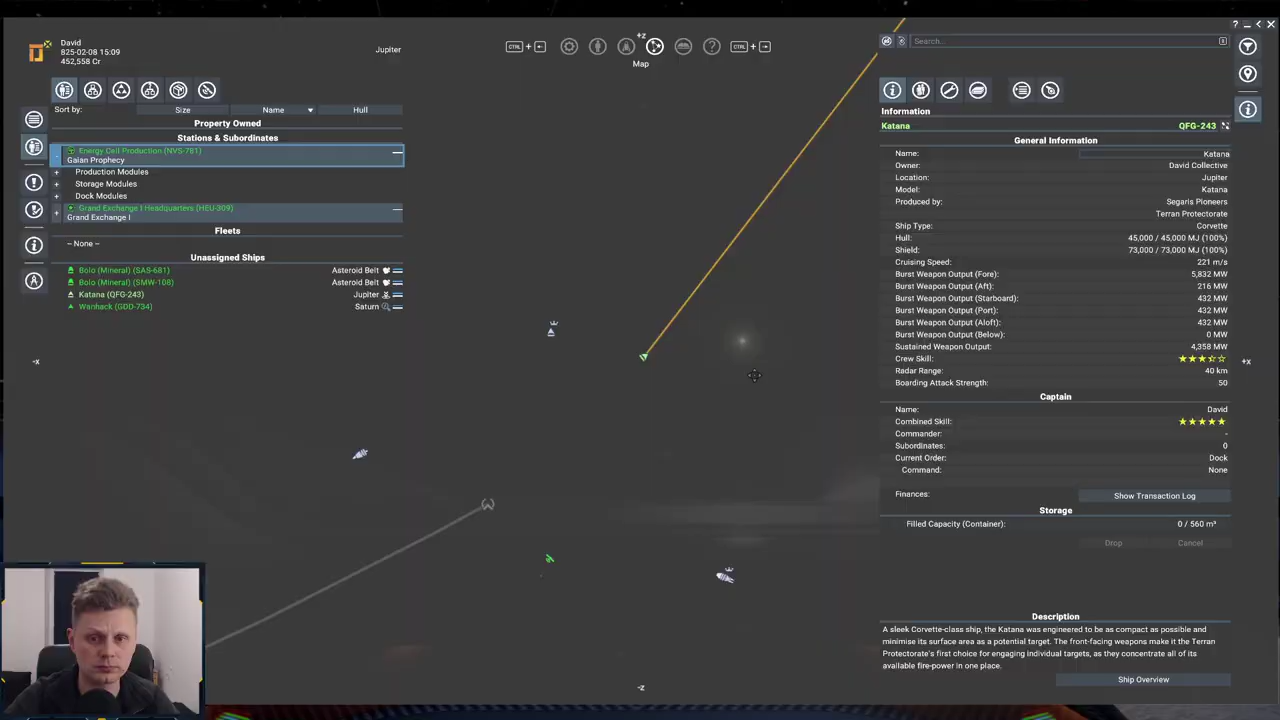 David
825-02-08 15:09
452,558 Cr
Jupiter
CTRL +
+z
CTRL +
Map
Search...
Sort by:
Size
Name
Hull
Property Owned
Stations & Subordinates
Energy Cell Production (NVS-781)
Gaian Prophecy
Production Modules
Storage Modules
Dock Modules
Grand Exchange I Headquarters (HEU-309)
Grand Exchange I
Fleets
-- None --
Unassigned Ships
Bolo (Mineral) (SAS-681) Asteroid Belt
Bolo (Mineral) (SMW-108) Asteroid Belt
Katana (QFG-243) Jupiter
Wanhack (GDD-734) Saturn
-x
+x
-z
Information
Katana QFG-243
General Information
Name: Katana
Owner: David Collective
Location: Jupiter
Model: Katana
Produced by: Segaris Pioneers
Terran Protectorate
Ship Type: Corvette
Hull: 45,000 / 45,000 MJ (100%)
Shield: 73,000 / 73,000 MJ (100%)
Cruising Speed: 221 m/s
Burst Weapon Output (Fore): 5,832 MW
Burst Weapon Output (Aft): 216 MW
Burst Weapon Output (Starboard): 432 MW
Burst Weapon Output (Port): 432 MW
Burst Weapon Output (Aloft): 432 MW
Burst Weapon Output (Below): 0 MW
Sustained Weapon Output: 4,358 MW
Crew Skill:
Radar Range: 40 km
Boarding Attack Strength: 50
Captain
Name: David
Combined Skill:
Commander: -
Subordinates: 0
Current Order: Dock
Command: None
Finances: Show Transaction Log
Storage
Filled Capacity (Container): 0 / 560 m³
Drop Cancel
Description
A sleek Corvette-class ship, the Katana was engineered to be as compact as possible and
minimise its surface area as a potential target. The front-facing weapons make it the Terran
Protectorate's first choice for engaging individual targets, as they concentrate all of its
available fire-power in one place.
Ship Overview